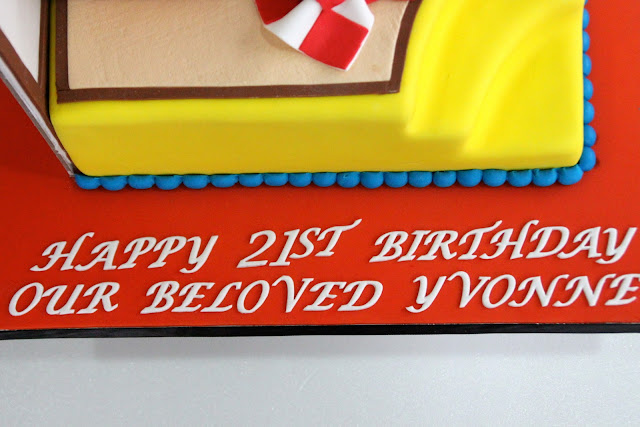 HAPPY 21ST BIRTHDAY
OUR BELOVED YVONNE